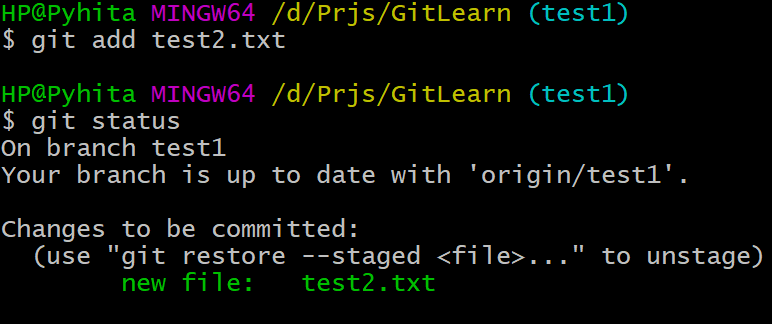 HP@Pyhita MINGW64 /d/Prjs/GitLearn (test1)
$ git add test2.txt
HP@Pyhita MINGW64 /d/Prjs/GitLearn (test1)
$ git status
On branch test1
Your branch is up to date with 'origin/test1'.
Changes to be committed:
  (use "git restore --staged <file>..." to unstage)
        new file:   test2.txt